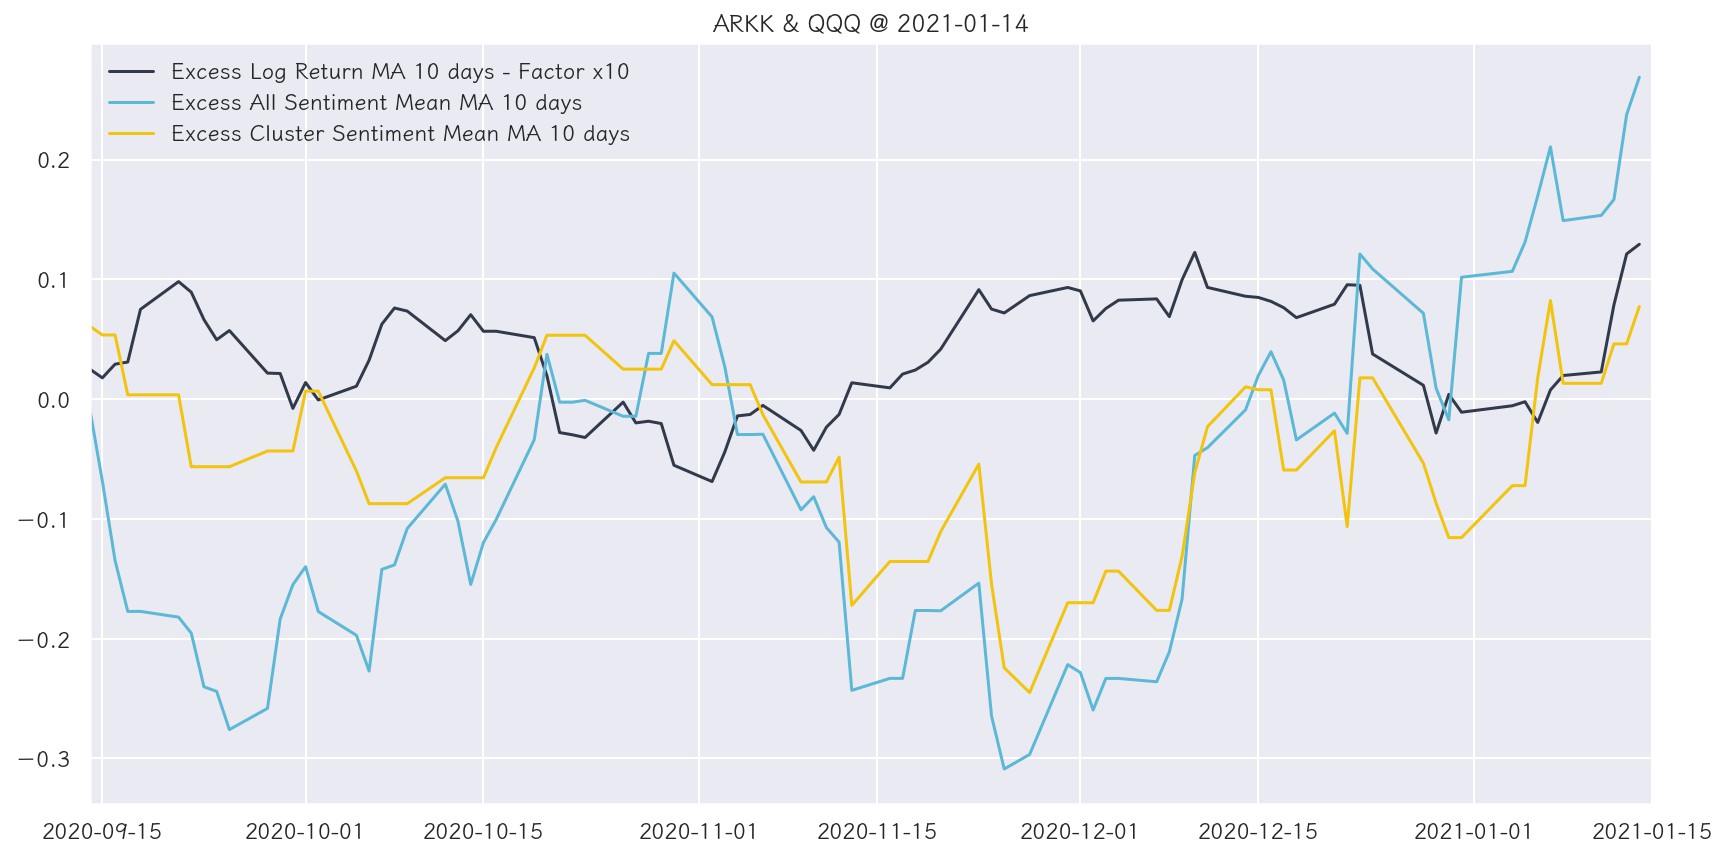 ARKK & QQQ @ 2021-01-14
Excess Log Return MA 10 days - Factor x10
Excess All Sentiment Mean MA 10 days
Excess Cluster Sentiment Mean MA 10 days
0.2
0.1
0.0
−0.1
−0.2
−0.3
2020-09-15 2020-10-01 2020-10-15 2020-11-01 2020-11-15 2020-12-01 2020-12-15 2021-01-01 2021-01-15